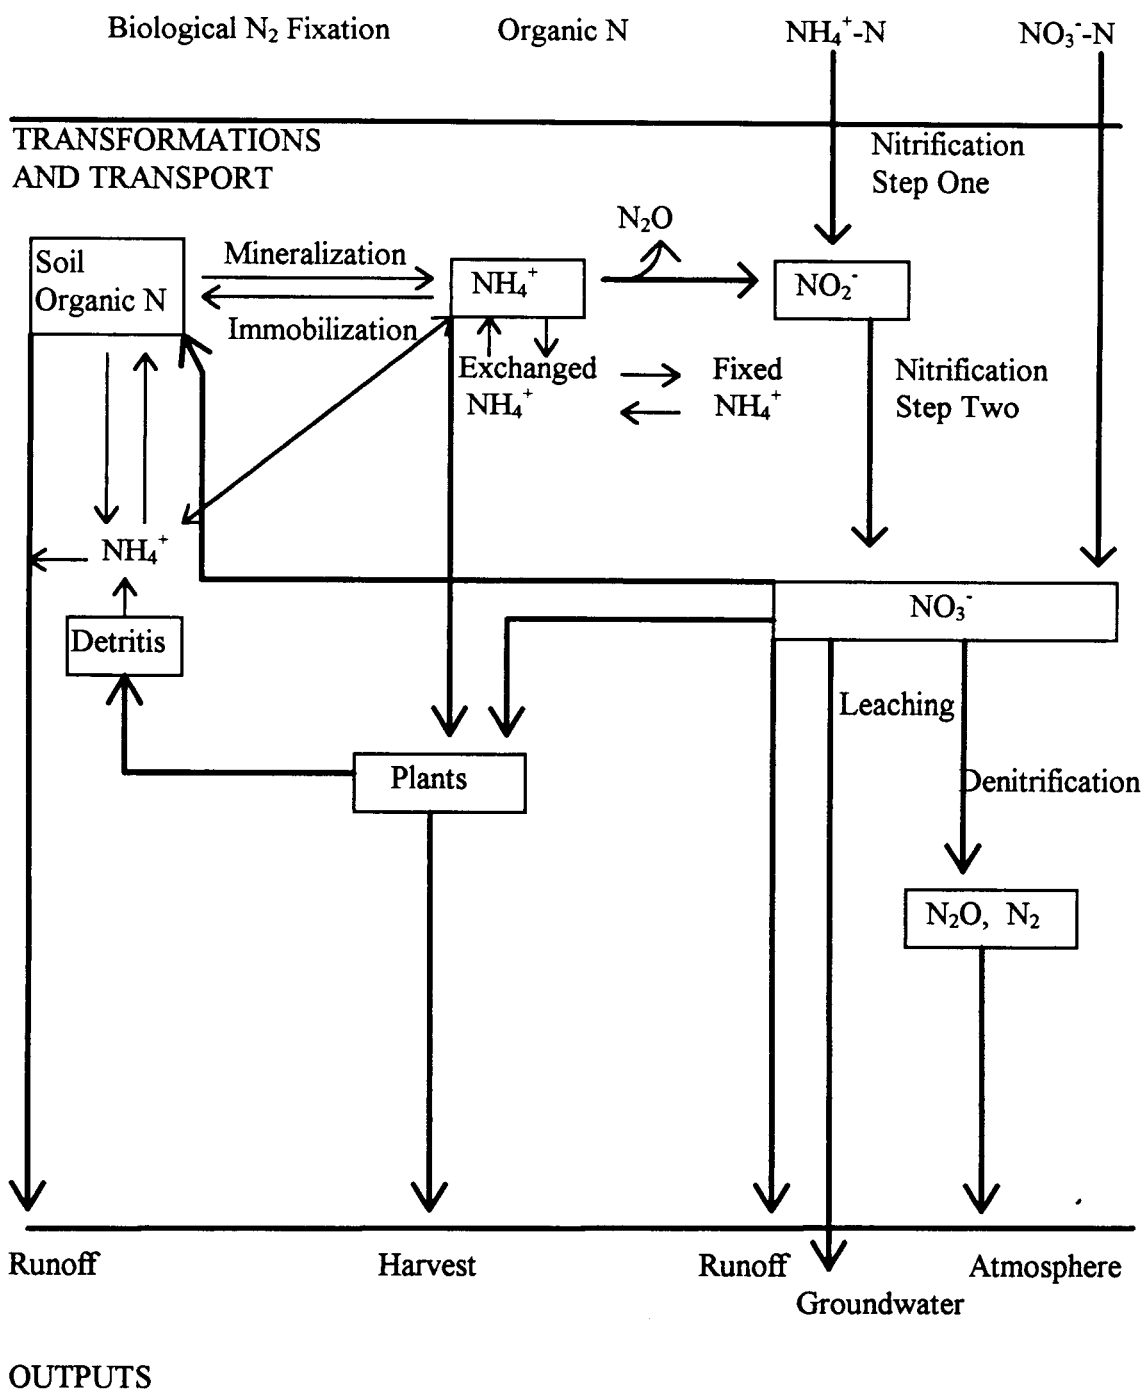 Biological N₂ Fixation
Organic N
NH₄⁺-N
NO₃⁻-N
TRANSFORMATIONS
AND TRANSPORT
Nitrification
Step One
N₂O
Soil
Organic N
Mineralization
Immobilization
NH₄⁺
NO₂⁻
Exchanged
NH₄⁺
Fixed
NH₄⁺
Nitrification
Step Two
NH₄⁺
NO₃⁻
Detritis
Leaching
Plants
Denitrification
N₂O, N₂
Runoff
Harvest
Runoff
Atmosphere
Groundwater
OUTPUTS